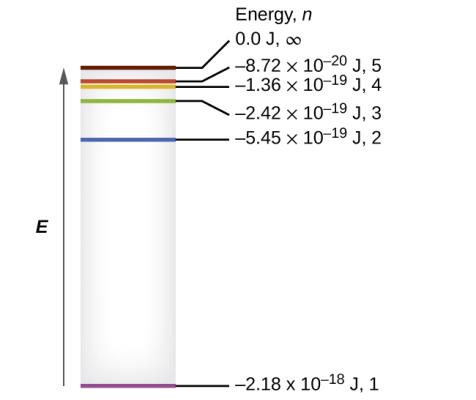 Energy, n
0.0 J, ∞
–8.72 × 10⁻²⁰ J, 5
–1.36 × 10⁻¹⁹ J, 4
–2.42 × 10⁻¹⁹ J, 3
–5.45 × 10⁻¹⁹ J, 2
E
–2.18 x 10⁻¹⁸ J, 1